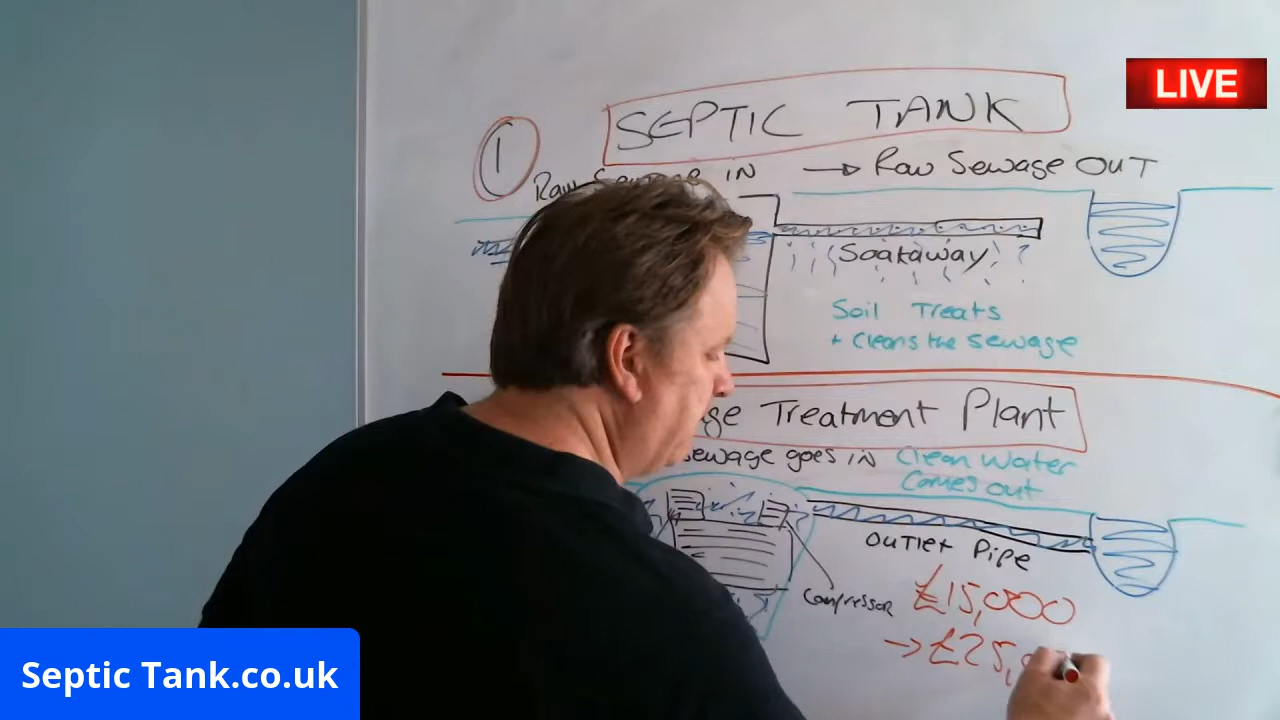 LIVE
SEPTIC TANK
1
Raw Sewage IN → Raw Sewage OUT
Soakaway
Soil Treats
+ Cleans the Sewage
Treatment Plant
Sewage goes IN Clean Water
Comes out
OUTLET Pipe
Compressor £15,000
→ £25,
Septic Tank.co.uk